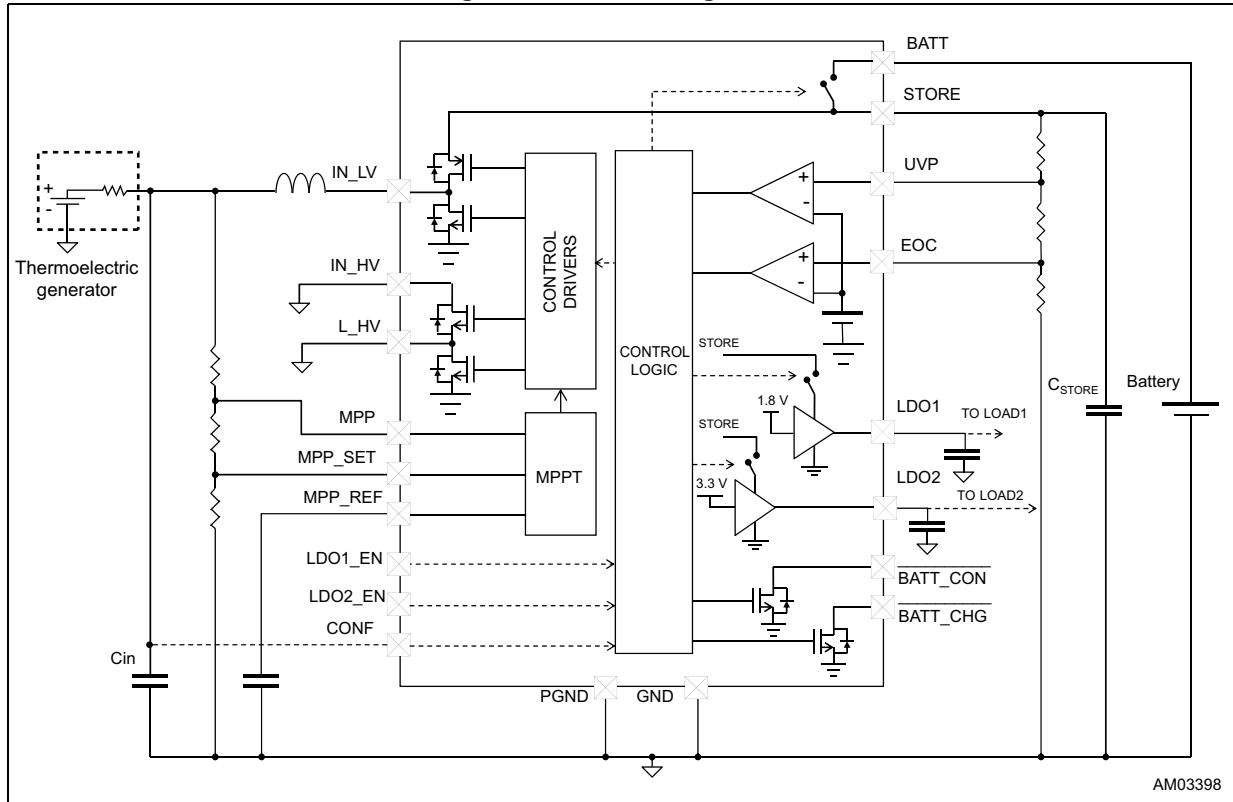 BATT
STORE
IN_LV
UVP
+
-
+
-
Thermoelectric
generator
EOC
+
-
IN_HV
CONTROL
DRIVERS
L_HV
CONTROL
LOGIC
STORE
CSTORE
Battery
1.8 V
LDO1
TO LOAD1
MPP
STORE
MPP_SET
MPPT
LDO2
3.3 V
TO LOAD2
MPP_REF
LDO1_EN
BATT_CON
LDO2_EN
BATT_CHG
CONF
Cin
PGND
GND
AM03398